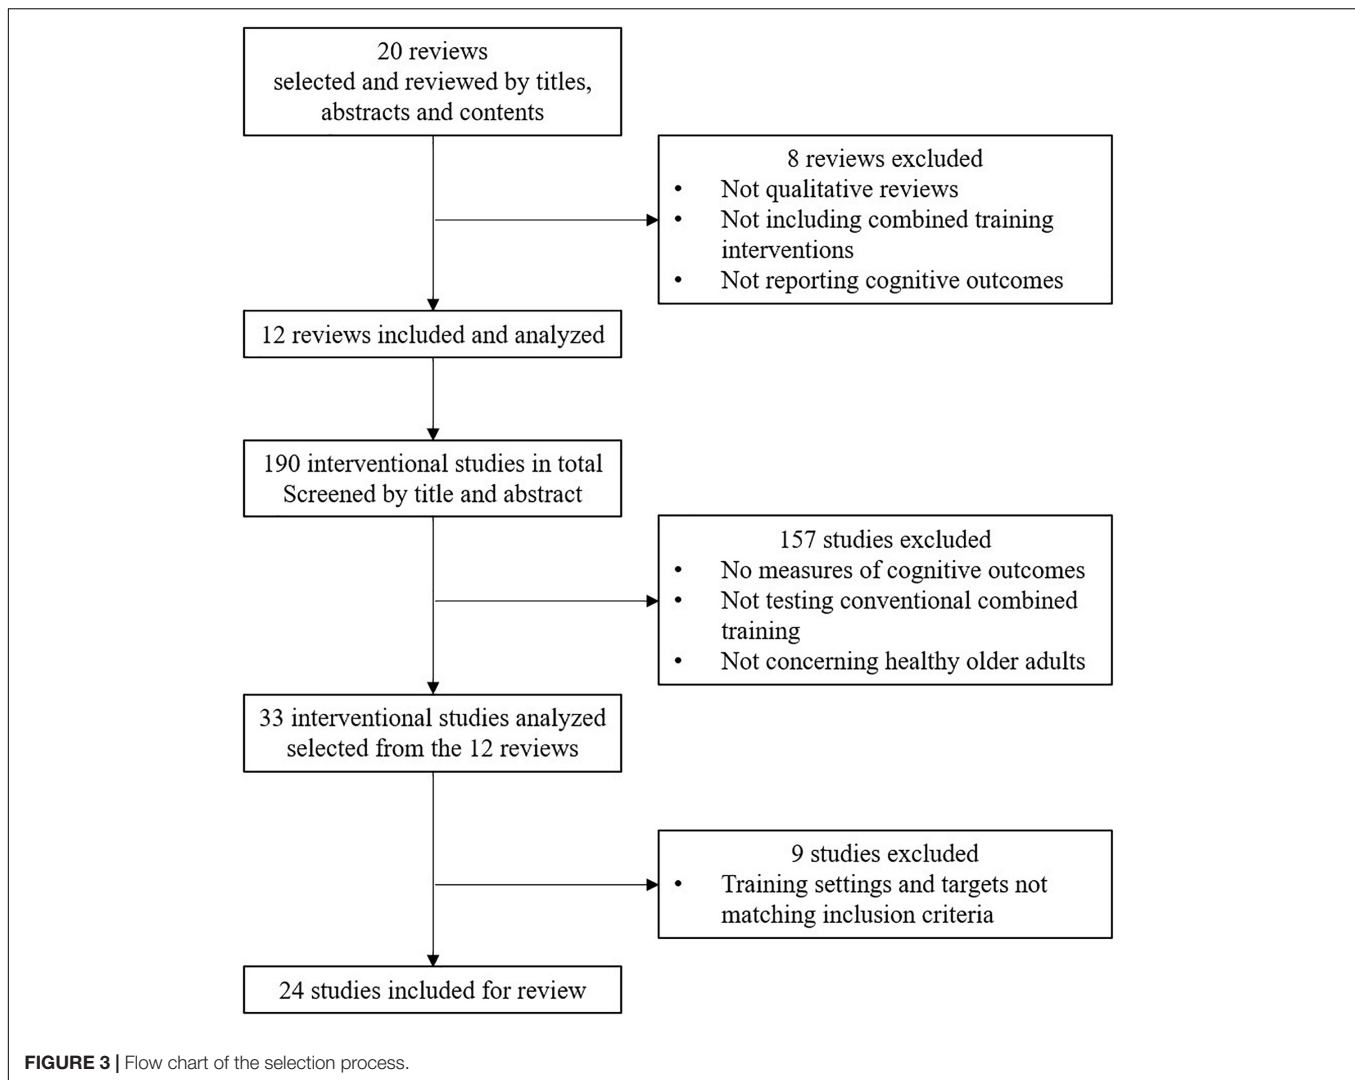 20 reviews
selected and reviewed by titles,
abstracts and contents
8 reviews excluded
• Not qualitative reviews
• Not including combined training
interventions
• Not reporting cognitive outcomes
12 reviews included and analyzed
190 interventional studies in total
Screened by title and abstract
157 studies excluded
• No measures of cognitive outcomes
• Not testing conventional combined
training
• Not concerning healthy older adults
33 interventional studies analyzed
selected from the 12 reviews
9 studies excluded
• Training settings and targets not
matching inclusion criteria
24 studies included for review
FIGURE 3 | Flow chart of the selection process.